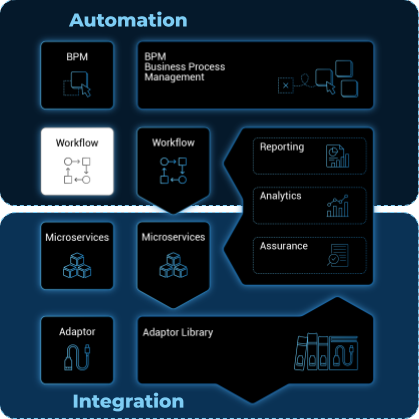 Automation
BPM
BPM
Business Process
Management
Workflow
Workflow
Reporting
Analytics
Assurance
Microservices
Microservices
Adaptor
Adaptor Library
Integration